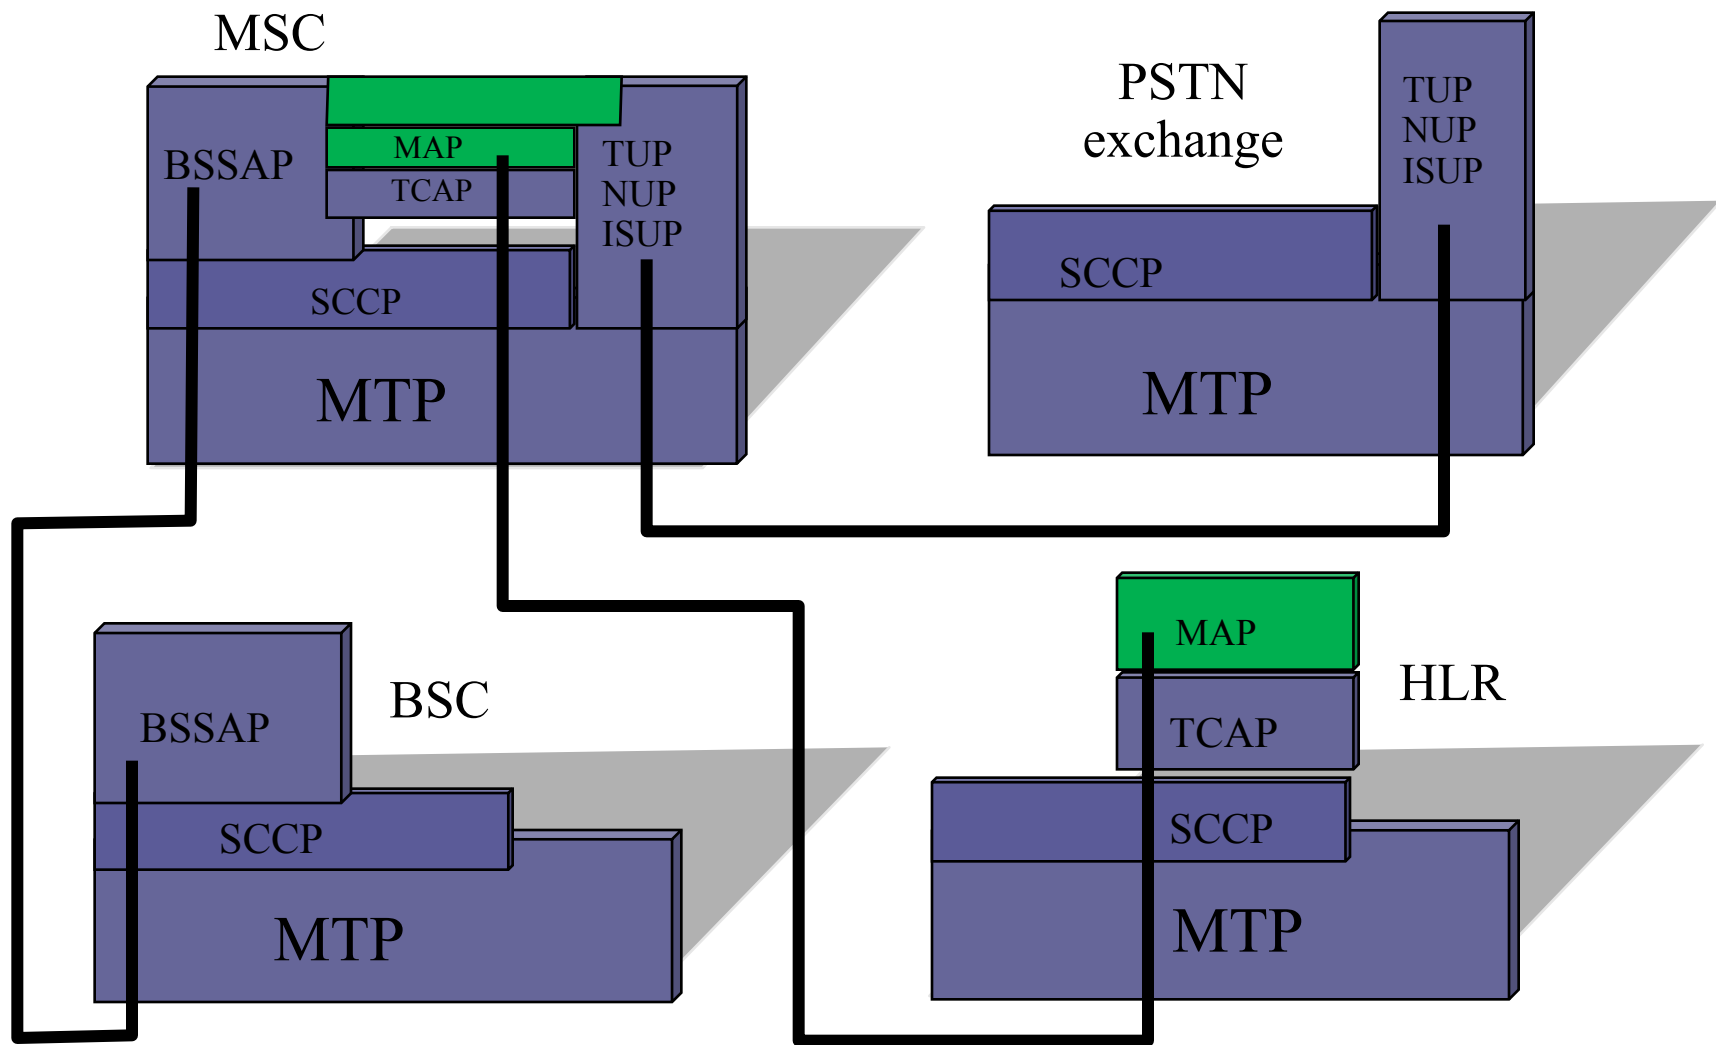 MSC
BSSAP
MAP
TCAP
TUP
NUP
ISUP
SCCP
MTP
PSTN
exchange
TUP
NUP
ISUP
SCCP
MTP
BSC
BSSAP
SCCP
MTP
HLR
MAP
TCAP
SCCP
MTP